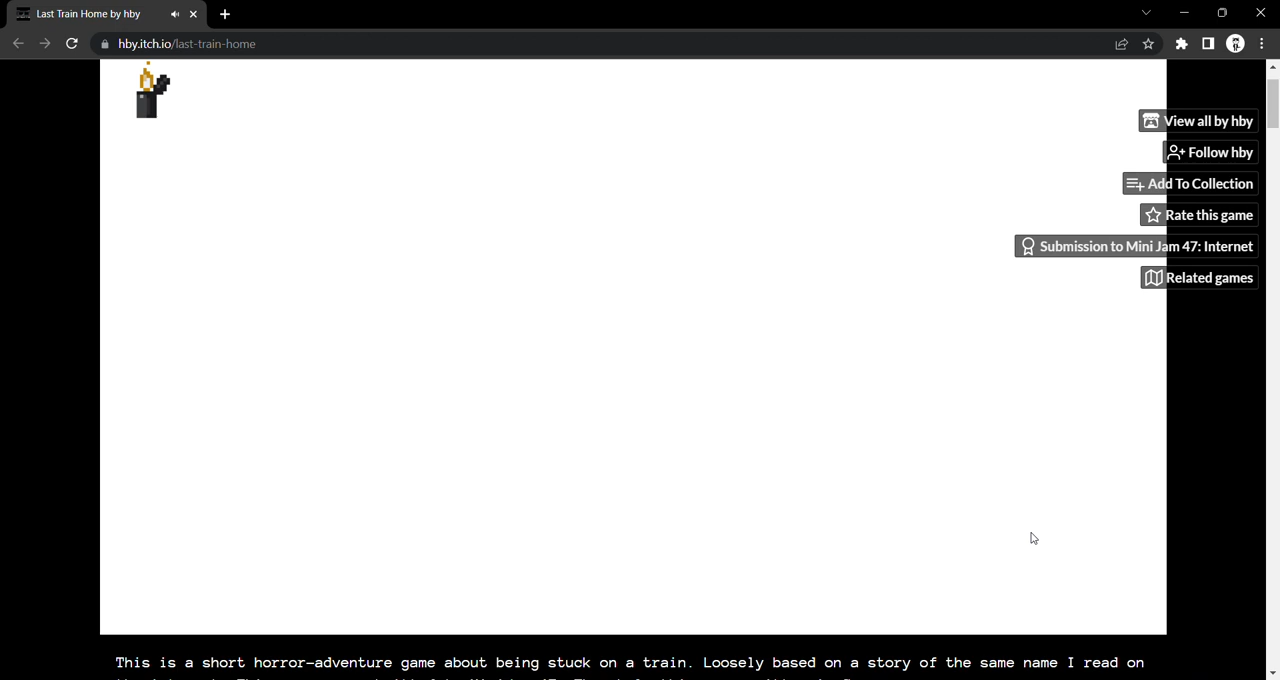 Last Train Home by hby
hby.itch.io/last-train-home
View all by hby
Follow hby
Add To Collection
Rate this game
Submission to Mini Jam 47: Internet
Related games
This is a short horror-adventure game about being stuck on a train. Loosely based on a story of the same name I read on